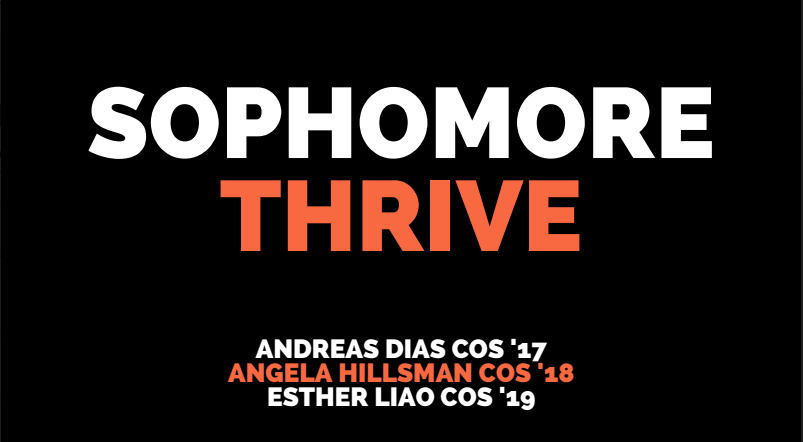 SOPHOMORE
THRIVE
ANDREAS DIAS COS '17
ANGELA HILLSMAN COS '18
ESTHER LIAO COS '19